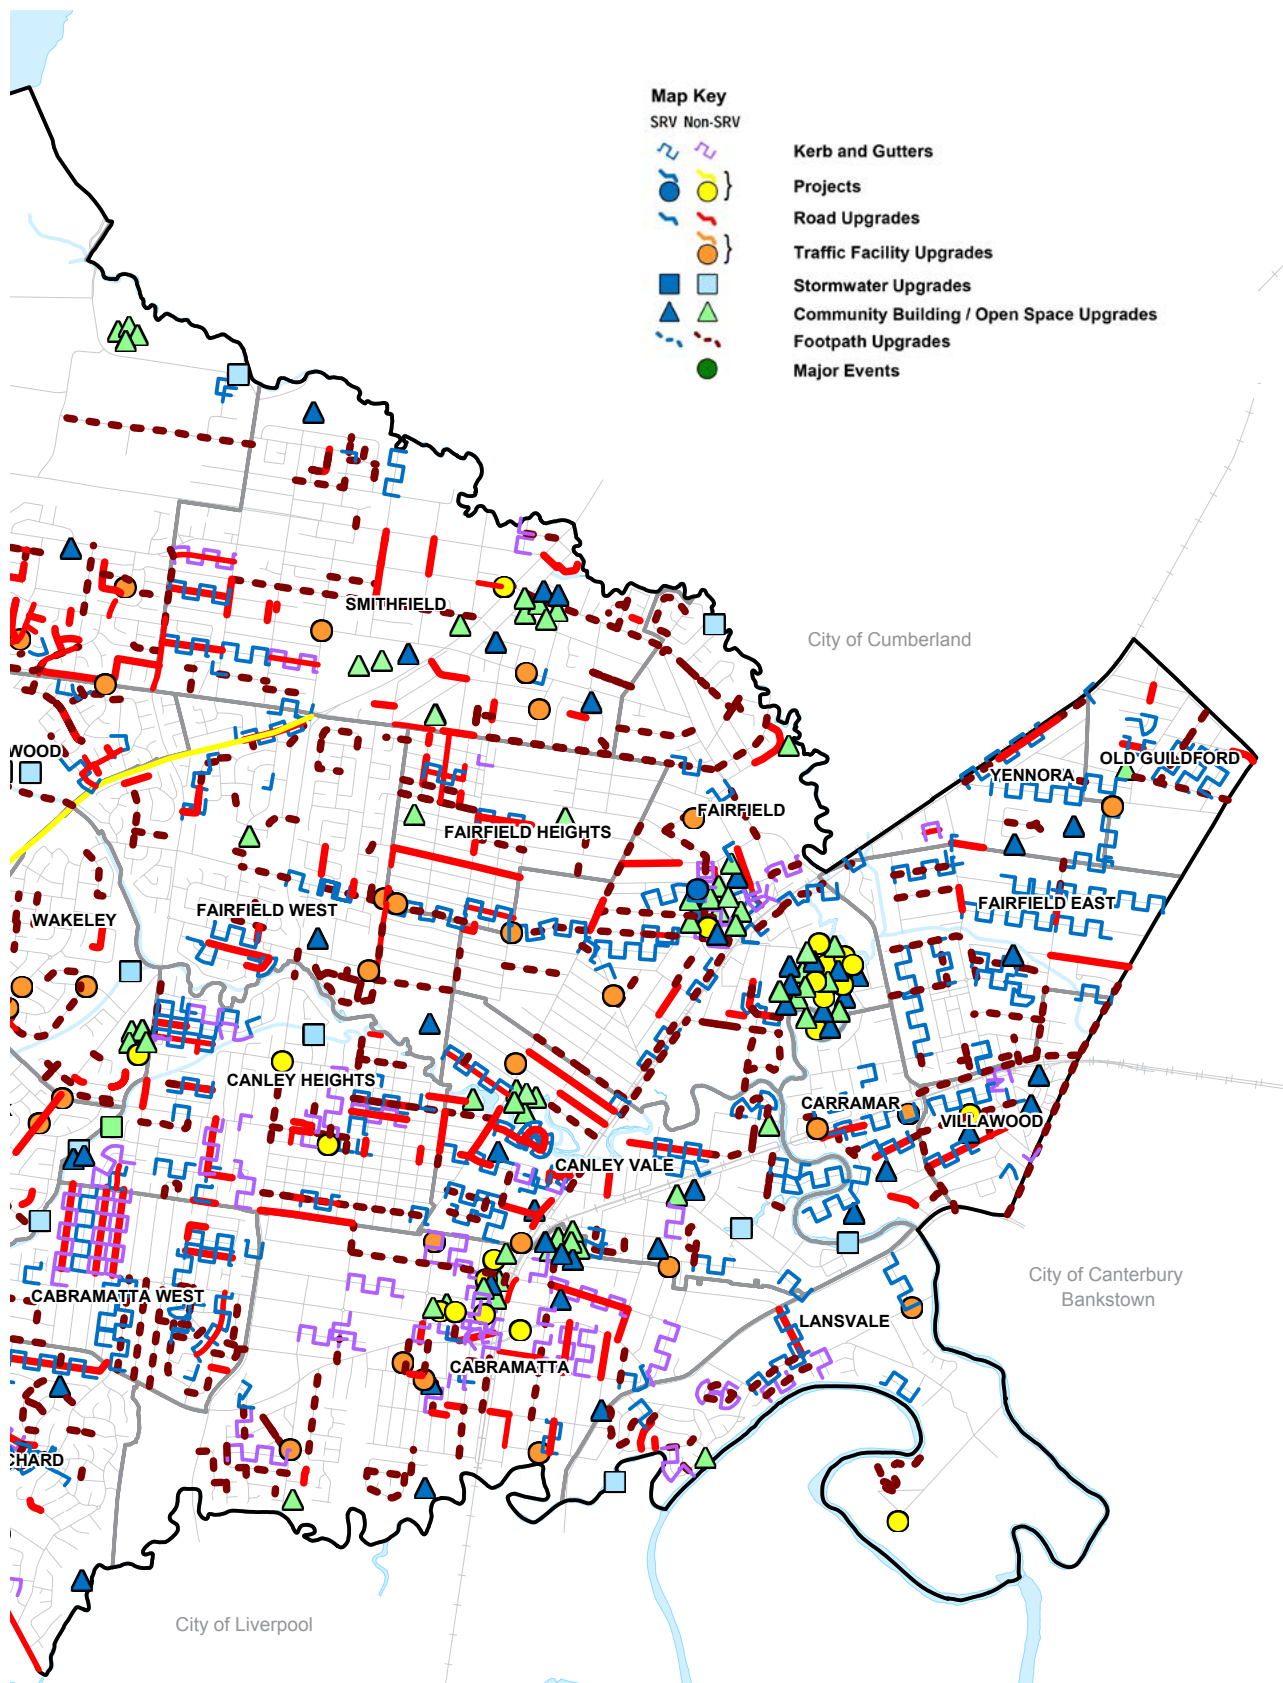 Map Key
SRV Non-SRV
Kerb and Gutters
Projects
Road Upgrades
Traffic Facility Upgrades
Stormwater Upgrades
Community Building / Open Space Upgrades
Footpath Upgrades
Major Events
SMITHFIELD
City of Cumberland
WOOD
OLD GUILDFORD
YENNORA
FAIRFIELD
FAIRFIELD HEIGHTS
FAIRFIELD EAST
FAIRFIELD WEST
WAKELEY
CANLEY HEIGHTS
CARRAMAR
VILLAWOOD
CANLEY VALE
City of Canterbury
Bankstown
CABRAMATTA WEST
LANSVALE
CABRAMATTA
CHARD
City of Liverpool